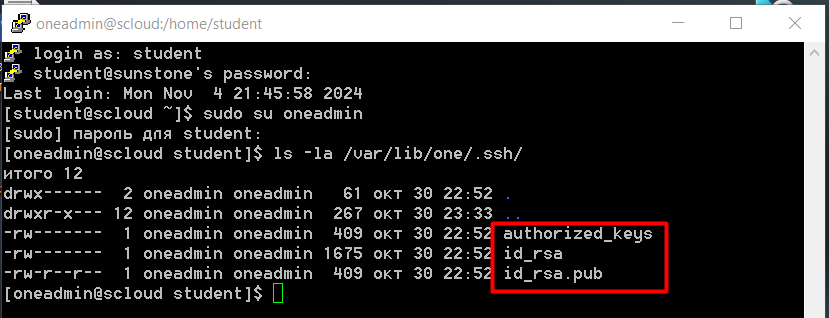 oneadmin@scloud:/home/student
login as: student
student@sunstone's password:
Last login: Mon Nov  4 21:45:58 2024
[student@scloud ~]$ sudo su oneadmin
[sudo] пароль для student:
[oneadmin@scloud student]$ ls -la /var/lib/one/.ssh/
итого 12
drwx------  2 oneadmin oneadmin   61 окт 30 22:52 .
drwxr-x--- 12 oneadmin oneadmin  267 окт 30 23:33 ..
-rw-------  1 oneadmin oneadmin  409 окт 30 22:52 authorized_keys
-rw-------  1 oneadmin oneadmin 1675 окт 30 22:52 id_rsa
-rw-r--r--  1 oneadmin oneadmin  409 окт 30 22:52 id_rsa.pub
[oneadmin@scloud student]$